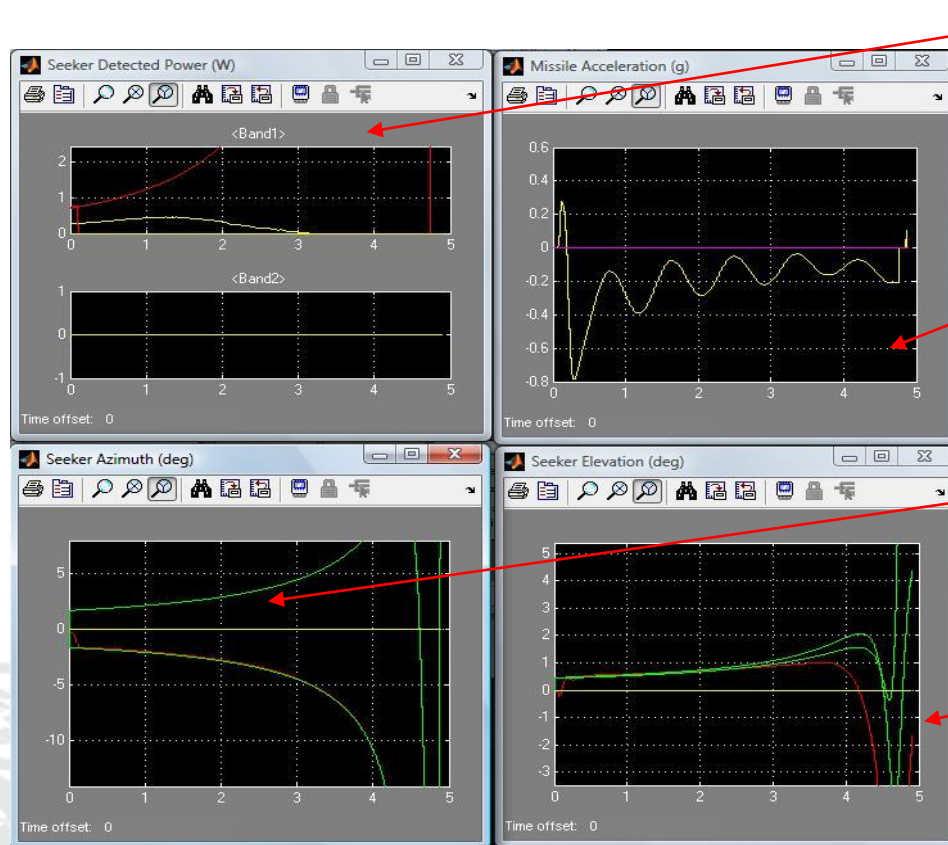 Seeker Detected Power (W)
<Band1>
2
1
0
0 1 2 3 4 5
<Band2>
1
0
-1
0 1 2 3 4 5
Time offset: 0
Missile Acceleration (g)
0.6
0.4
0.2
0
-0.2
-0.4
-0.6
-0.8
0 1 2 3 4 5
Time offset: 0
Seeker Azimuth (deg)
5
0
-5
-10
0 1 2 3 4 5
Time offset: 0
Seeker Elevation (deg)
5
4
3
2
1
0
-1
-2
-3
0 1 2 3 4 5
Time offset: 0